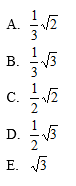 A. 1/3 √2
B. 1/3 √3
C. 1/2 √2
D. 1/2 √3
E. √3